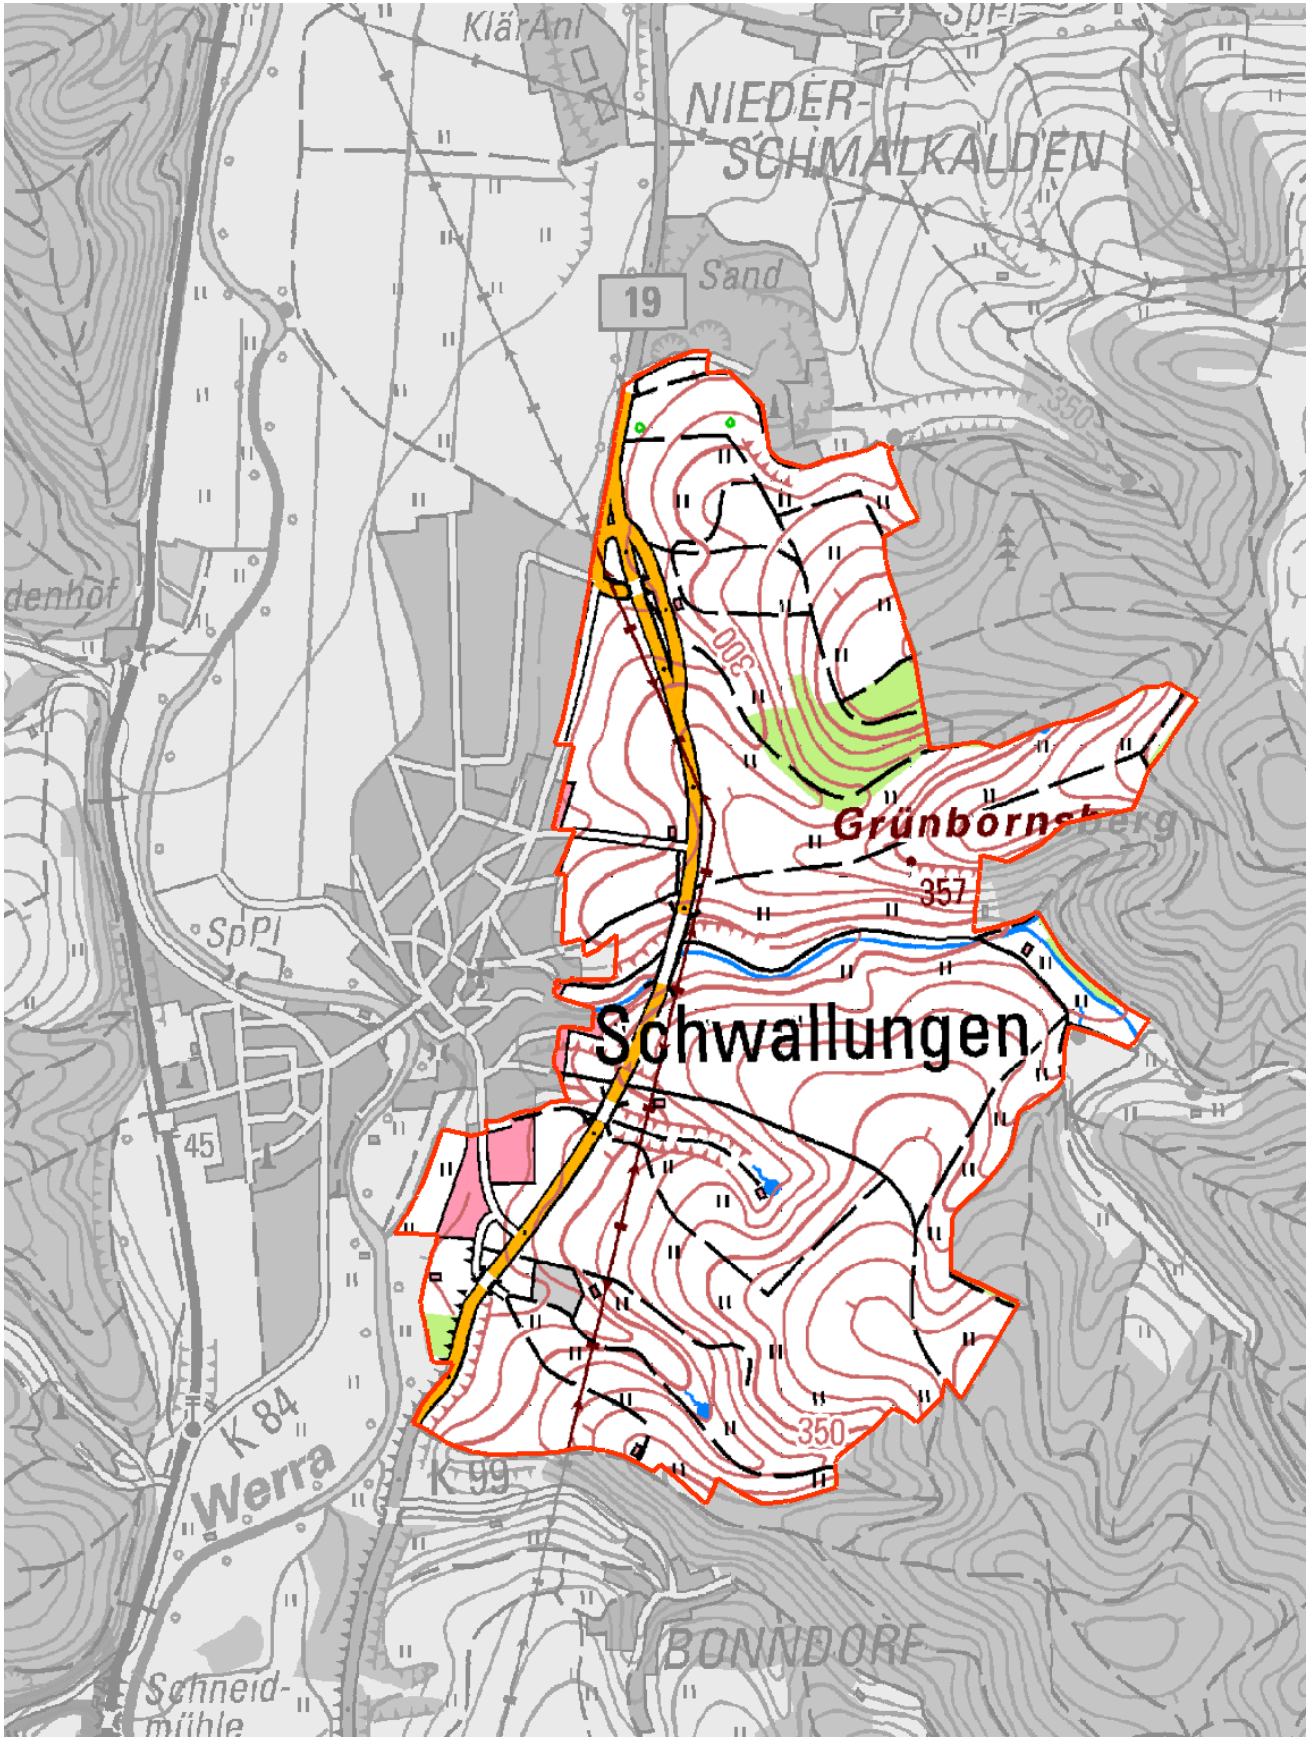 KlärAnl
SpPl
NIEDER-
SCHMALKALDEN
Sand
19
350
denhof
300
Grünbornsberg
357
SpPl
Schwallungen
45
350
K 84
Werra
K 99
BONNDORF
Schneid-
mühle